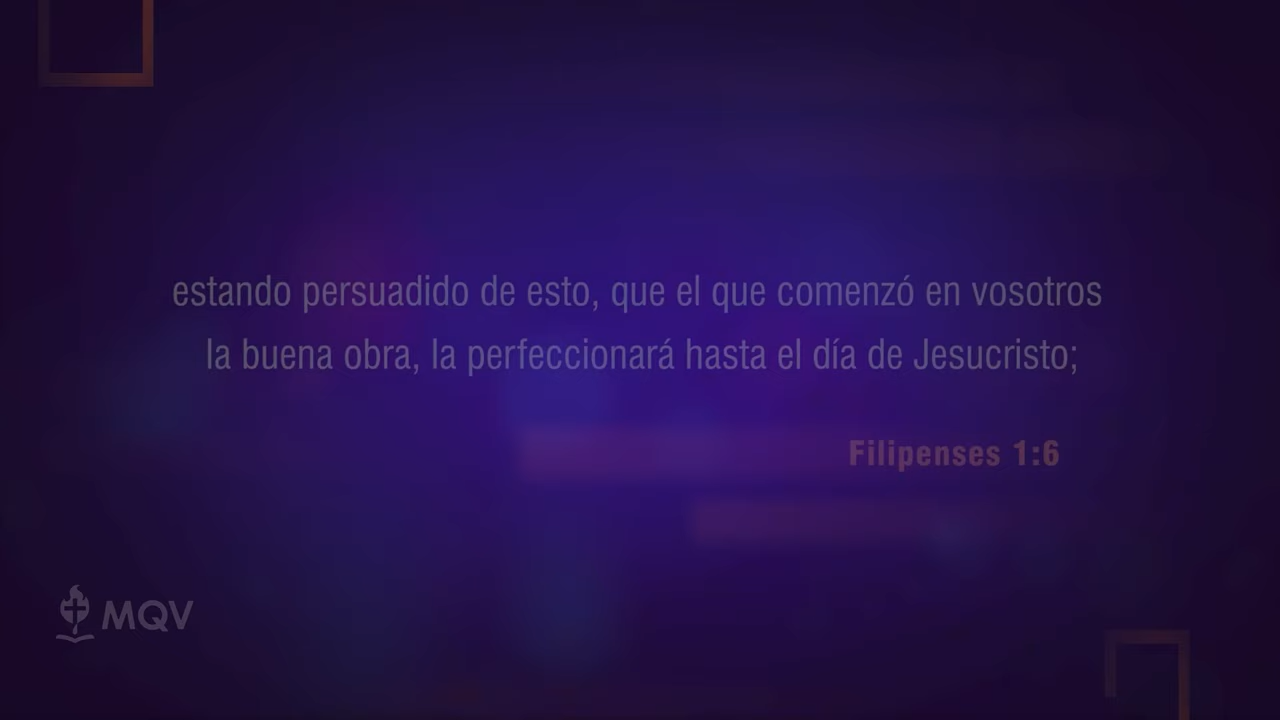 estando persuadido de esto, que el que comenzó en vosotros
la buena obra, la perfeccionará hasta el día de Jesucristo;
Filipenses 1:6
MQV